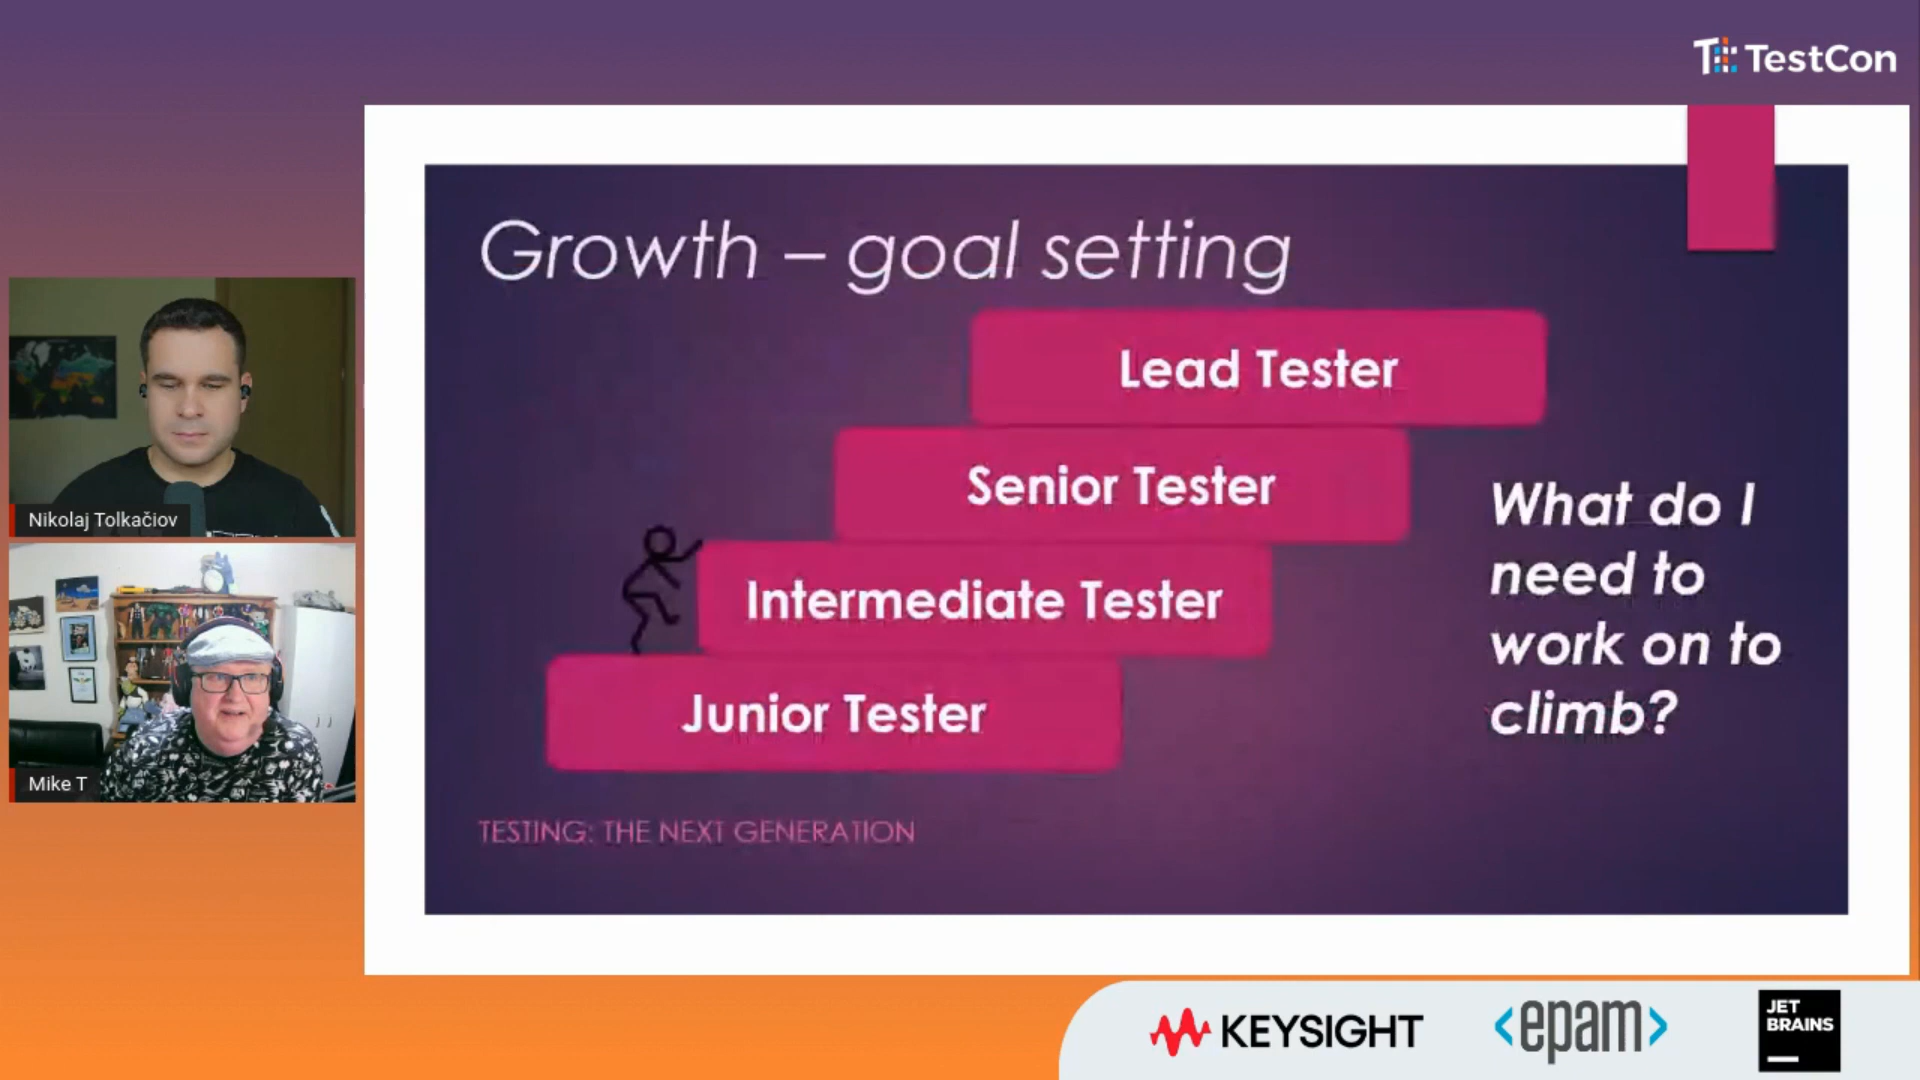 TestCon
Growth – goal setting
Lead Tester
Senior Tester
Intermediate Tester
Junior Tester
What do I
need to
work on to
climb?
TESTING: THE NEXT GENERATION
Nikolaj Tolkačiov
Mike T
KEYSIGHT
<epam>
JET
BRAINS